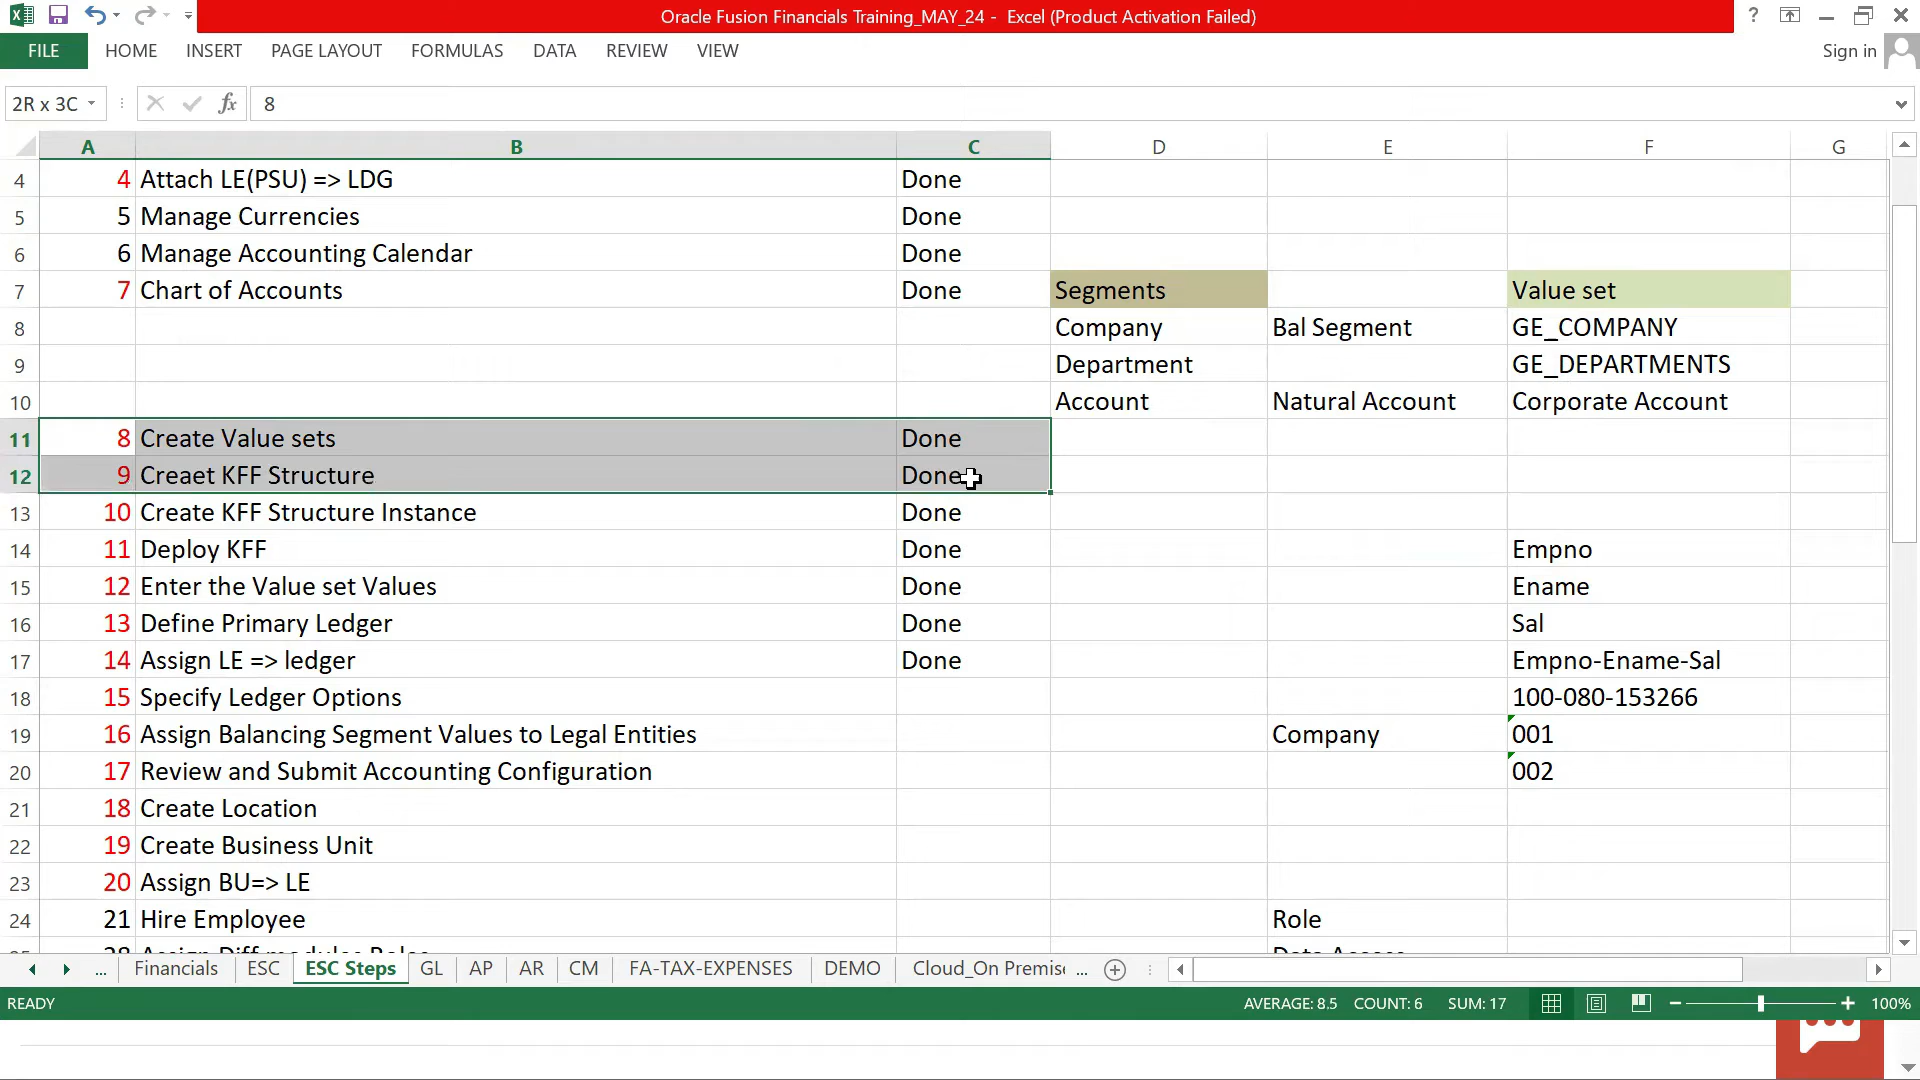 Oracle Fusion Financials Training_MAY_24 - Excel (Product Activation Failed)
FILE HOME INSERT PAGE LAYOUT FORMULAS DATA REVIEW VIEW Sign in
2R x 3C fx 8
A B C D E F G
4 4 Attach LE(PSU) => LDG Done
5 5 Manage Currencies Done
6 6 Manage Accounting Calendar Done
7 7 Chart of Accounts Done Segments Value set
8 Company Bal Segment GE_COMPANY
9 Department GE_DEPARTMENTS
10 Account Natural Account Corporate Account
11 8 Create Value sets Done
12 9 Creaet KFF Structure Done
13 10 Create KFF Structure Instance Done
14 11 Deploy KFF Done Empno
15 12 Enter the Value set Values Done Ename
16 13 Define Primary Ledger Done Sal
17 14 Assign LE => ledger Done Empno-Ename-Sal
18 15 Specify Ledger Options 100-080-153266
19 16 Assign Balancing Segment Values to Legal Entities Company 001
20 17 Review and Submit Accounting Configuration 002
21 18 Create Location
22 19 Create Business Unit
23 20 Assign BU=> LE
24 21 Hire Employee Role
... Financials ESC ESC Steps GL AP AR CM FA-TAX-EXPENSES DEMO Cloud_On Premise ...
READY AVERAGE: 8.5 COUNT: 6 SUM: 17 100%